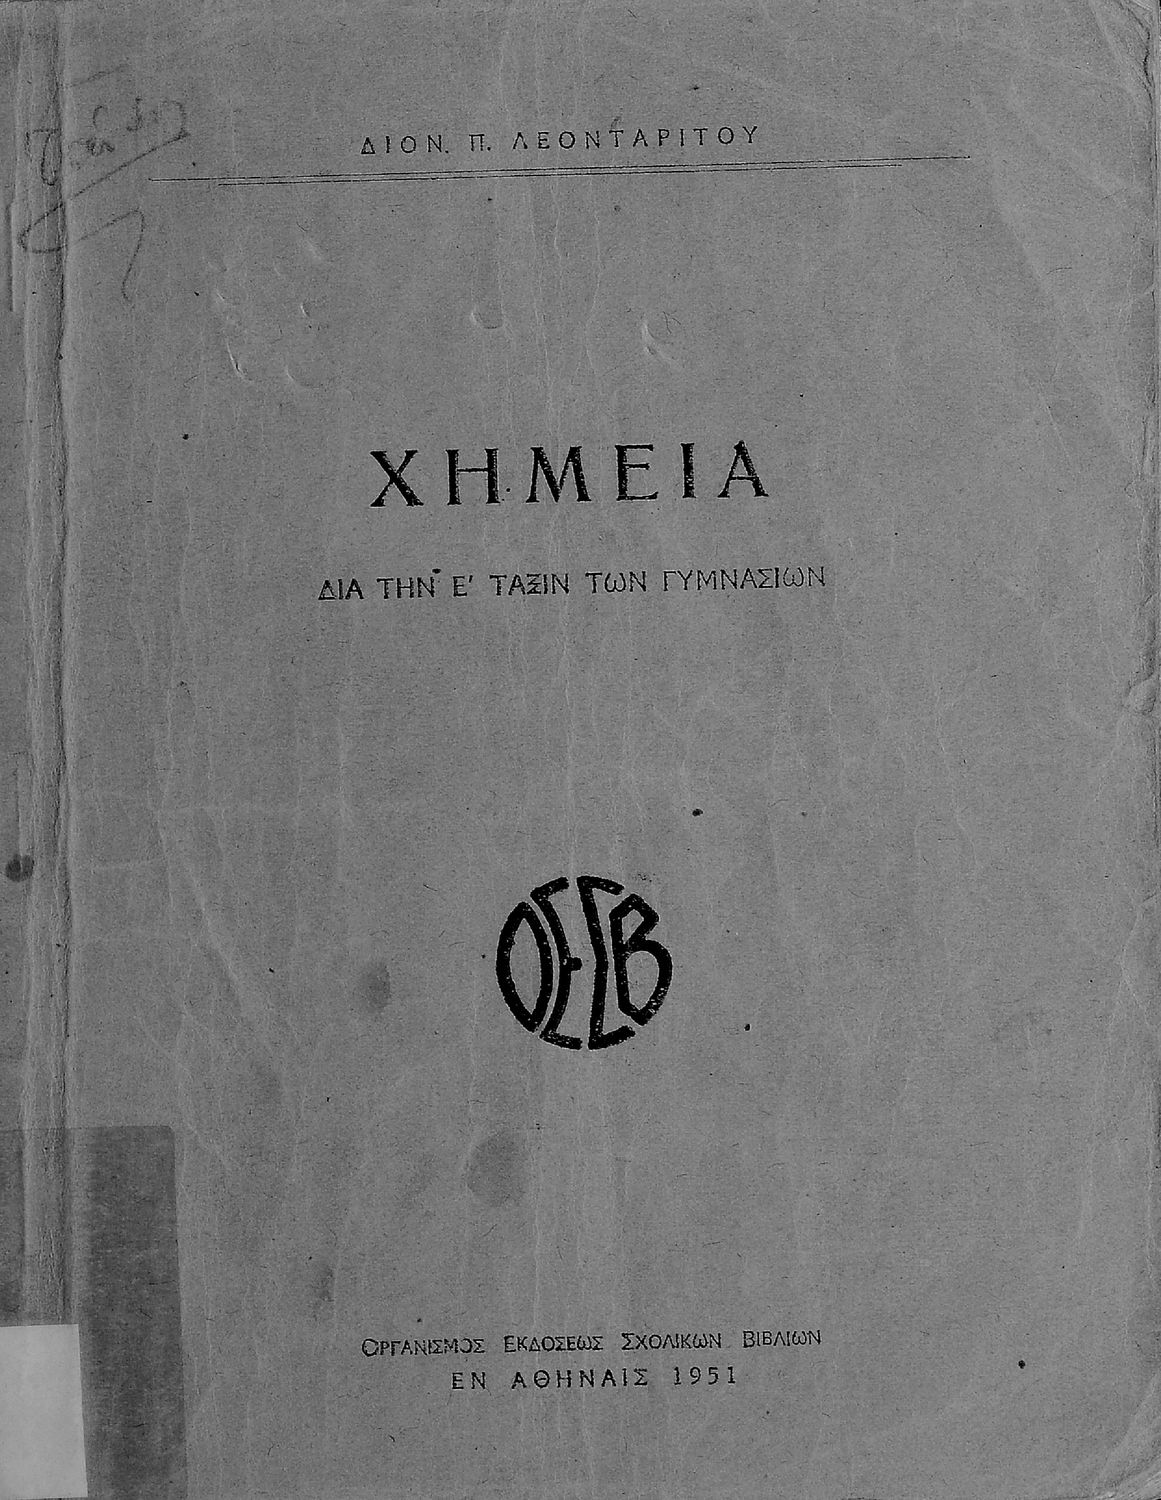 ΔΙΟΝ. Π. ΛΕΟΝΤΑΡΙΤΟΥ
ΧΗΜΕΙΑ
ΔΙΑ ΤΗΝ Ε' ΤΑΞΙΝ ΤΩΝ ΓΥΜΝΑΣΙΩΝ
ΟΕΣΒ
ΟΡΓΑΝΙΣΜΟΣ ΕΚΔΟΣΕΩΣ ΣΧΟΛΙΚΩΝ ΒΙΒΛΙΩΝ
ΕΝ ΑΘΗΝΑΙΣ 1951